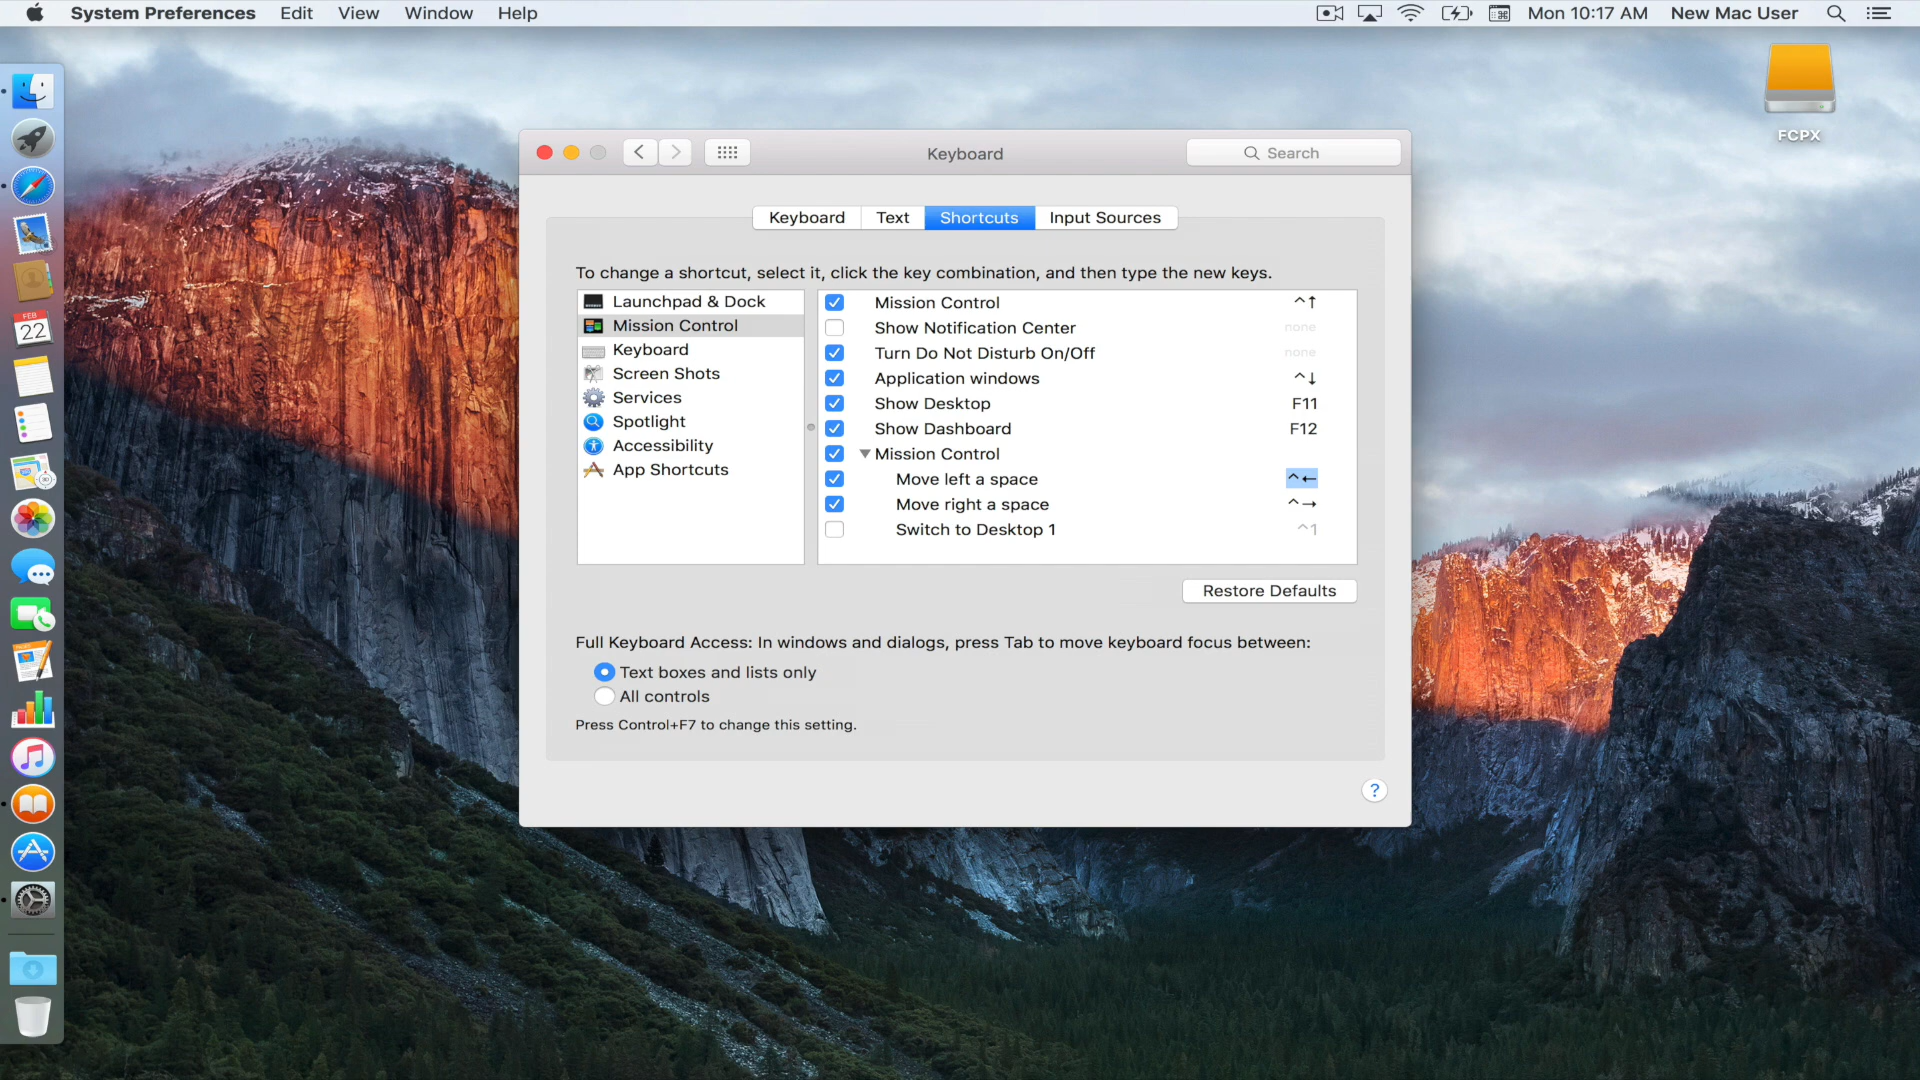 System Preferences Edit View Window Help Mon 10:17 AM New Mac User
FCPX
Keyboard
Search
Keyboard Text Shortcuts Input Sources
To change a shortcut, select it, click the key combination, and then type the new keys.
Launchpad & Dock
Mission Control
Keyboard
Screen Shots
Services
Spotlight
Accessibility
App Shortcuts
Mission Control ^↑
Show Notification Center none
Turn Do Not Disturb On/Off none
Application windows ^↓
Show Desktop F11
Show Dashboard F12
Mission Control
Move left a space ^←
Move right a space ^→
Switch to Desktop 1 ^1
Restore Defaults
Full Keyboard Access: In windows and dialogs, press Tab to move keyboard focus between:
Text boxes and lists only
All controls
Press Control+F7 to change this setting.
?
FEB
22